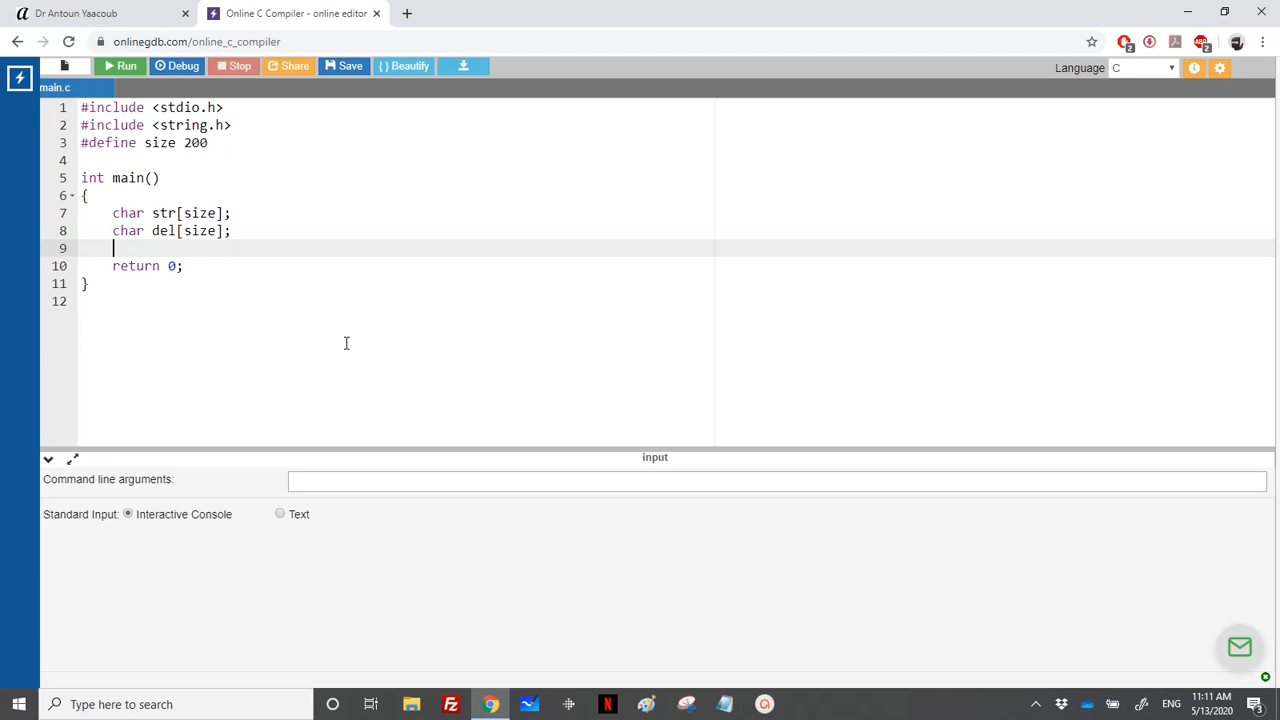 Dr Antoun Yaacoub
Online C Compiler - online editor
onlinegdb.com/online_c_compiler
Run
Debug
Stop
Share
Save
{ } Beautify
Language C
main.c
1 #include <stdio.h>
2 #include <string.h>
3 #define size 200
4
5 int main()
6 {
7 char str[size];
8 char del[size];
9
10 return 0;
11 }
12
input
Command line arguments:
Standard Input: Interactive Console Text
Type here to search
ENG
11:11 AM
5/13/2020